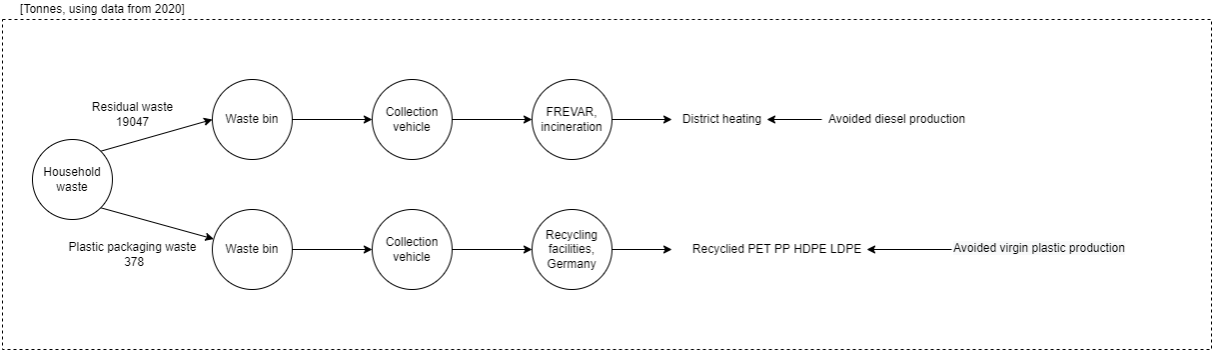 [Tonnes, using data from 2020]
Residual waste
19047
Waste bin
Collection
vehicle
FREVAR,
incineration
District heating
Avoided diesel production
Household
waste
Plastic packaging waste
378
Waste bin
Collection
vehicle
Recycling
facilities,
Germany
Recyclied PET PP HDPE LDPE
Avoided virgin plastic production